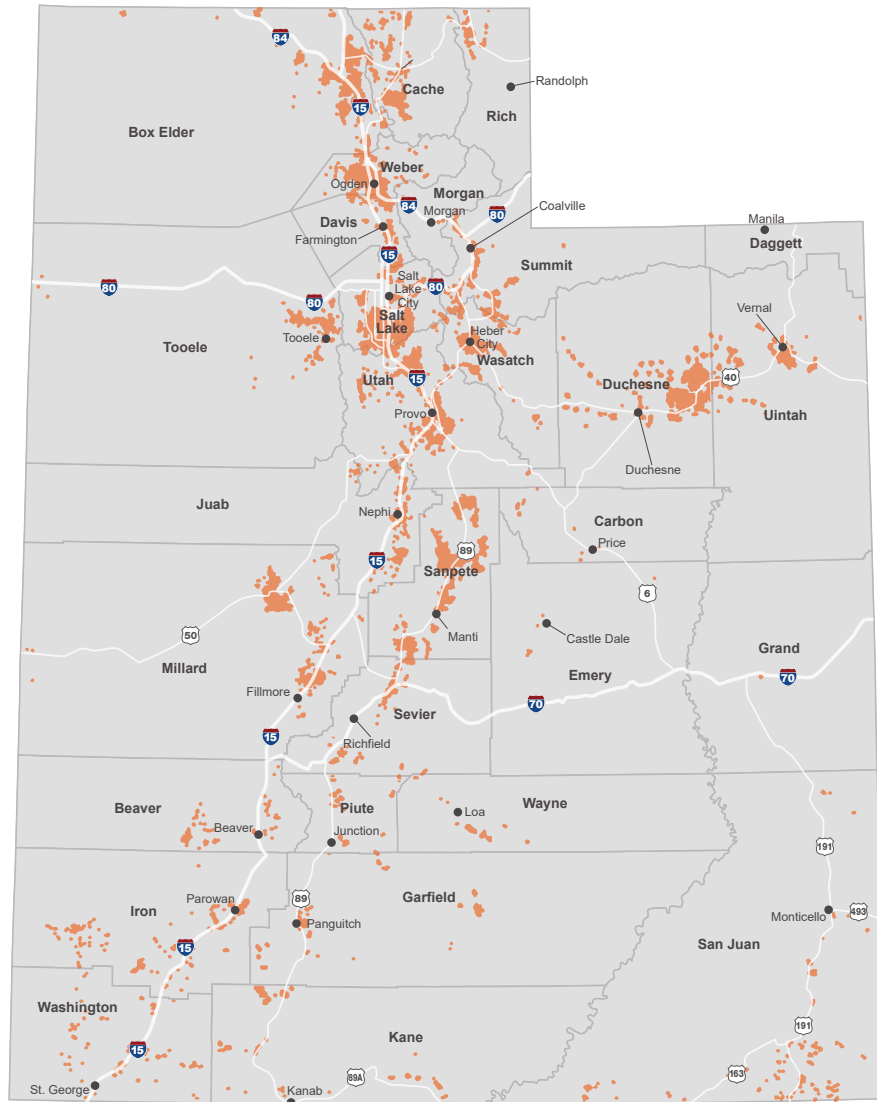 84
Cache
Randolph
15
Rich
Box Elder
Weber
Ogden
Morgan
84
Coalville
80
Morgan
Davis
Farmington
Manila
Daggett
15
Summit
Salt
Lake
City
80
80
80
Vernal
Salt
Lake
Tooele
Heber
City
Tooele
Wasatch
Utah
15
40
Duchesne
Provo
Uintah
Duchesne
Juab
Nephi
Carbon
Price
89
15
Sanpete
6
50
Manti
Castle Dale
Grand
Millard
Emery
70
Fillmore
70
Sevier
15
Richfield
Beaver
Piute
Wayne
Loa
Beaver
Junction
191
Parowan
89
Garfield
Iron
Monticello
493
Panguitch
15
San Juan
Washington
191
Kane
15
163
89A
St. George
Kanab